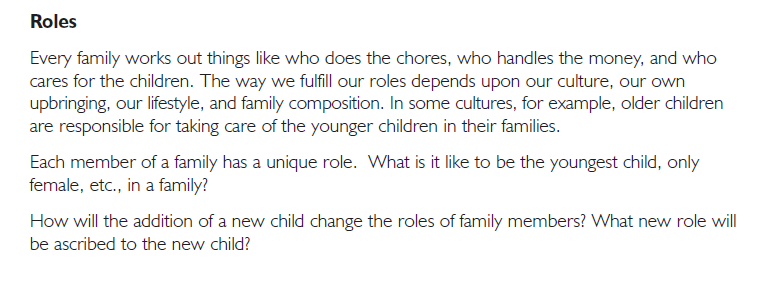 Roles
Every family works out things like who does the chores, who handles the money, and who
cares for the children. The way we fulfill our roles depends upon our culture, our own
upbringing, our lifestyle, and family composition. In some cultures, for example, older children
are responsible for taking care of the younger children in their families.
Each member of a family has a unique role.  What is it like to be the youngest child, only
female, etc., in a family?
How will the addition of a new child change the roles of family members? What new role will
be ascribed to the new child?